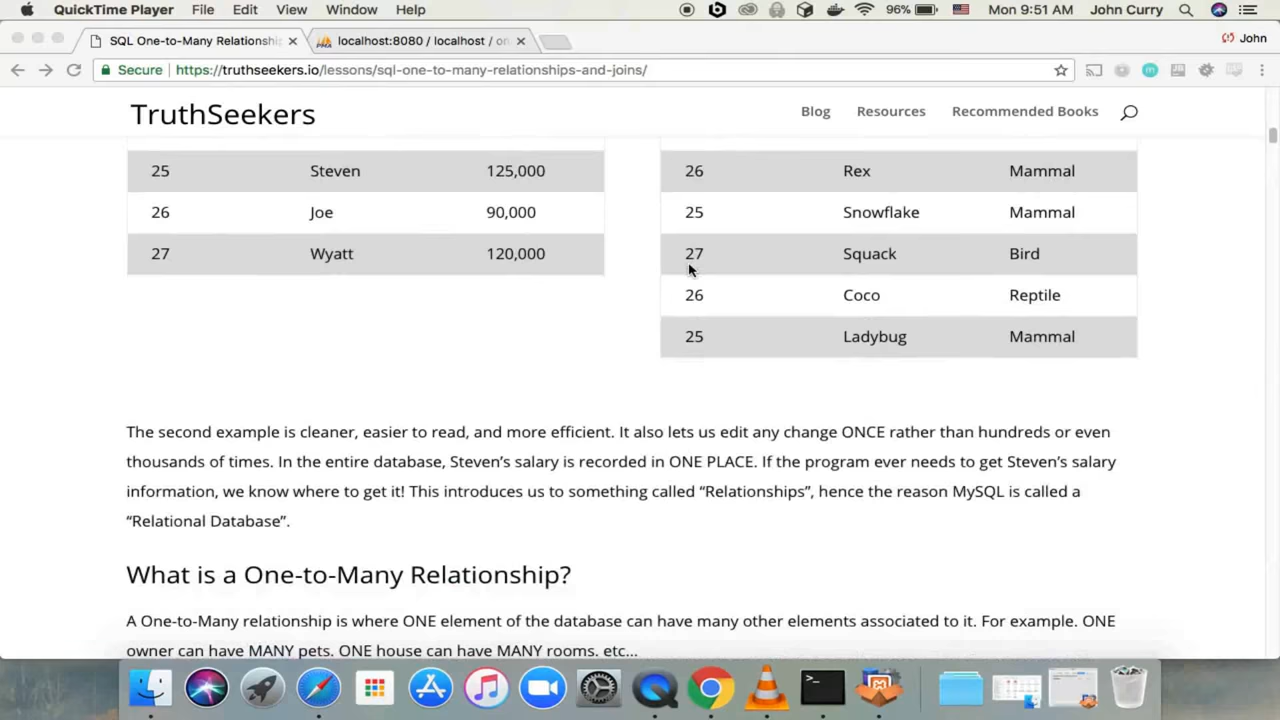 QuickTime Player File Edit View Window Help 96% Mon 9:51 AM John Curry
SQL One-to-Many Relationship localhost:8080 / localhost / on John
Secure https://truthseekers.io/lessons/sql-one-to-many-relationships-and-joins/
TruthSeekers Blog Resources Recommended Books
25 Steven 125,000 26 Rex Mammal
26 Joe 90,000 25 Snowflake Mammal
27 Wyatt 120,000 27 Squack Bird
26 Coco Reptile
25 Ladybug Mammal
The second example is cleaner, easier to read, and more efficient. It also lets us edit any change ONCE rather than hundreds or even
thousands of times. In the entire database, Steven's salary is recorded in ONE PLACE. If the program ever needs to get Steven's salary
information, we know where to get it! This introduces us to something called “Relationships”, hence the reason MySQL is called a
“Relational Database”.
What is a One-to-Many Relationship?
A One-to-Many relationship is where ONE element of the database can have many other elements associated to it. For example. ONE
owner can have MANY pets. ONE house can have MANY rooms. etc...